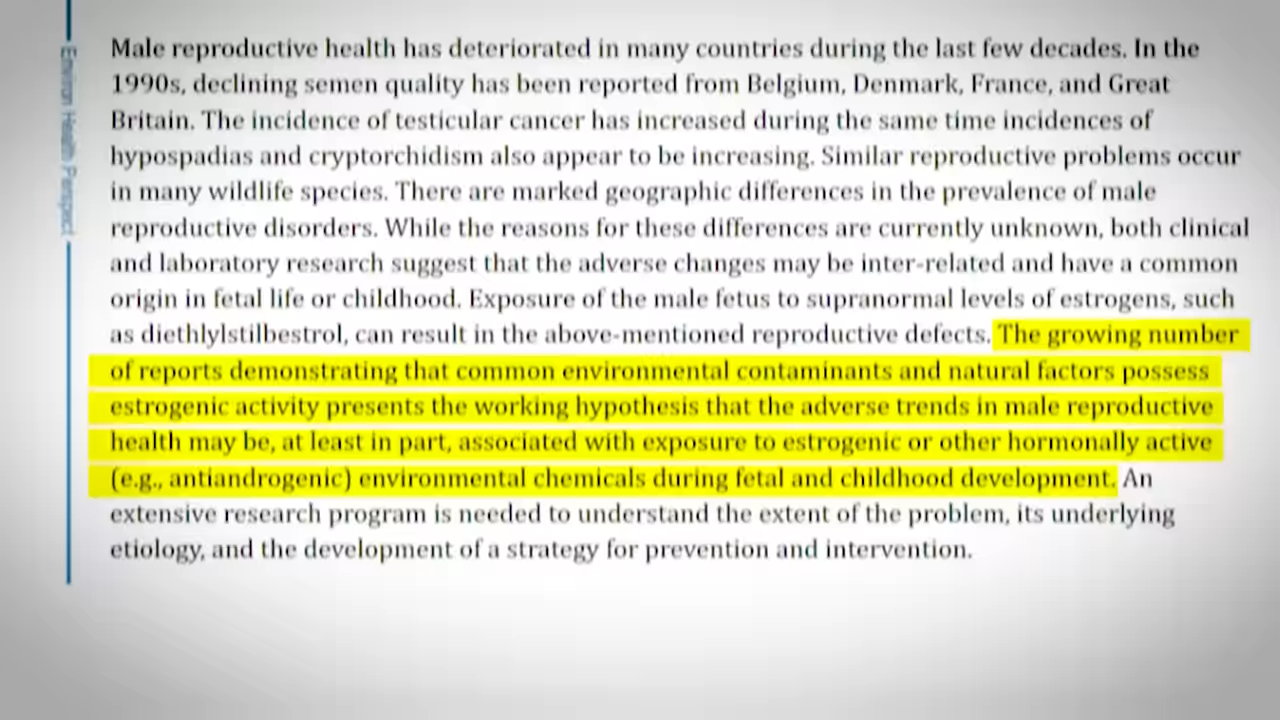 Environ Health Perspect
Male reproductive health has deteriorated in many countries during the last few decades. In the
1990s, declining semen quality has been reported from Belgium, Denmark, France, and Great
Britain. The incidence of testicular cancer has increased during the same time incidences of
hypospadias and cryptorchidism also appear to be increasing. Similar reproductive problems occur
in many wildlife species. There are marked geographic differences in the prevalence of male
reproductive disorders. While the reasons for these differences are currently unknown, both clinical
and laboratory research suggest that the adverse changes may be inter-related and have a common
origin in fetal life or childhood. Exposure of the male fetus to supranormal levels of estrogens, such
as diethlylstilbestrol, can result in the above-mentioned reproductive defects. The growing number
of reports demonstrating that common environmental contaminants and natural factors possess
estrogenic activity presents the working hypothesis that the adverse trends in male reproductive
health may be, at least in part, associated with exposure to estrogenic or other hormonally active
(e.g., antiandrogenic) environmental chemicals during fetal and childhood development. An
extensive research program is needed to understand the extent of the problem, its underlying
etiology, and the development of a strategy for prevention and intervention.